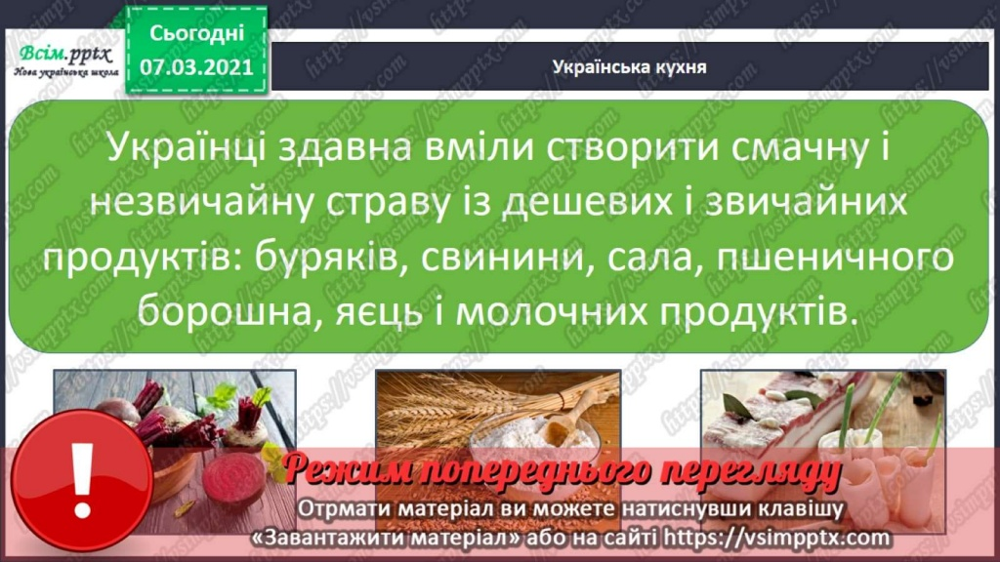 Всім.pptx
Нова українська школа
Сьогодні
07.03.2021
Українська кухня
Українці здавна вміли створити смачну і
незвичайну страву із дешевих і звичайних
продуктів: буряків, свинини, сала, пшеничного
борошна, яєць і молочних продуктів.
!
Режим попереднього перегляду
Отрмати матеріал ви можете натиснувши клавішу
«Завантажити матеріал» або на сайті https://vsimpptx.com